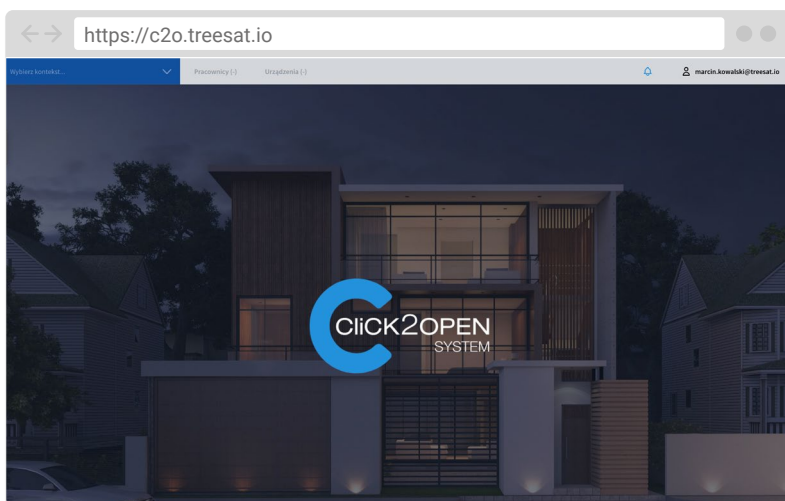 https://c2o.treesat.io
Wybierz kontekst...
Pracownicy (-)
Urządzenia (-)
marcin.kowalski@treesat.io
CliCK2OPEN
SYSTEM